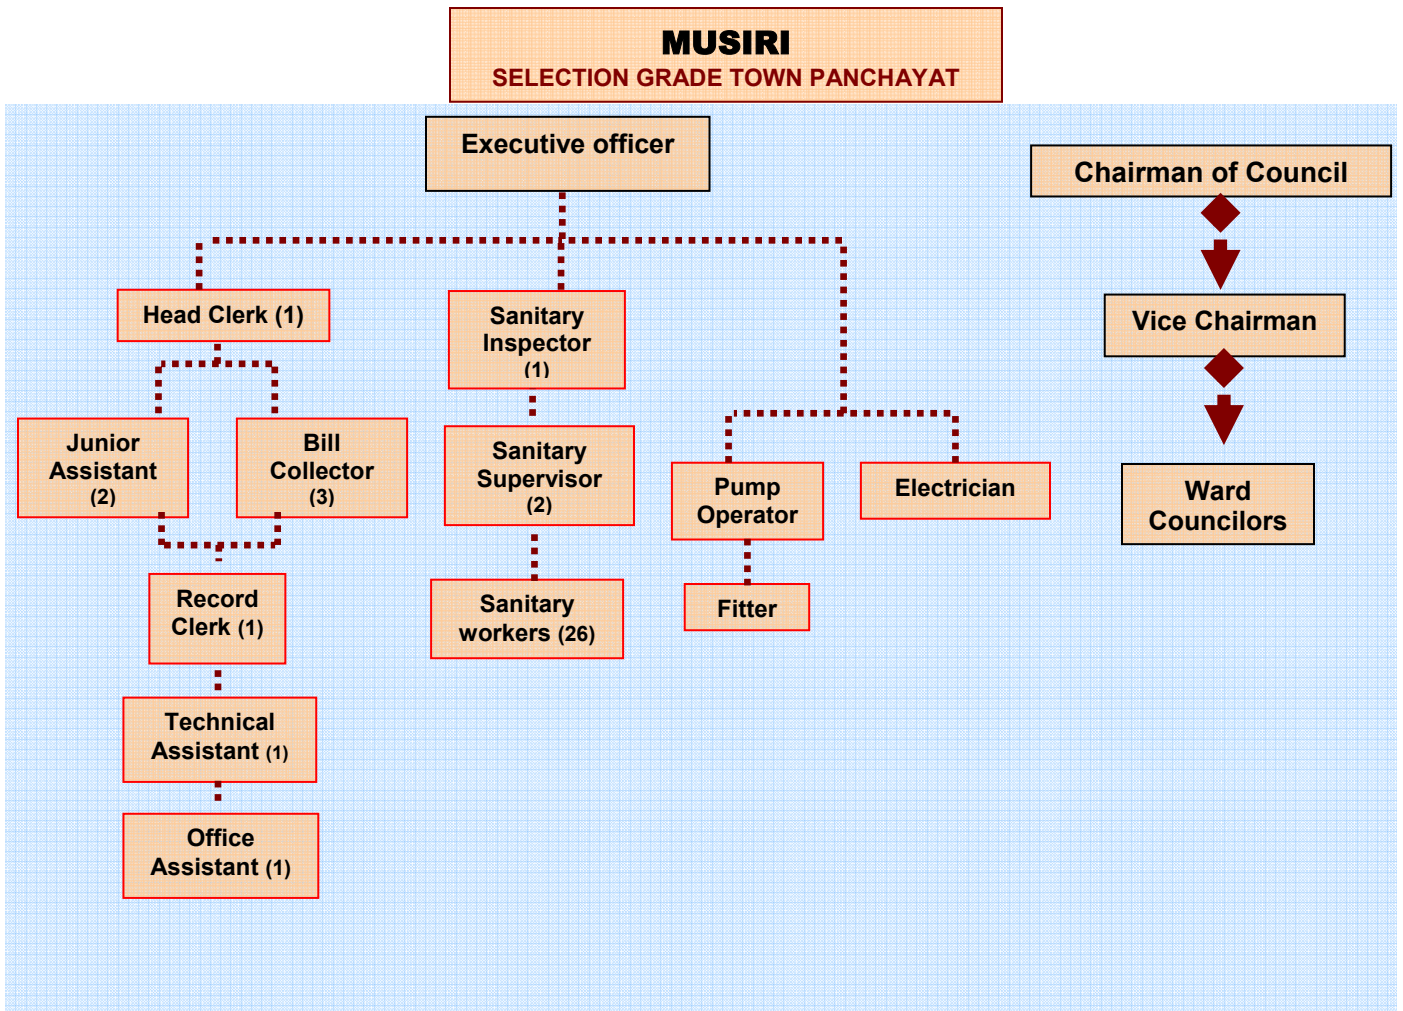 MUSIRI
SELECTION GRADE TOWN PANCHAYAT
Executive officer
Chairman of Council
Head Clerk (1)
Sanitary
Inspector
(1)
Vice Chairman
Junior
Assistant
(2)
Bill
Collector
(3)
Sanitary
Supervisor
(2)
Pump
Operator
Electrician
Ward
Councilors
Record
Clerk (1)
Sanitary
workers (26)
Fitter
Technical
Assistant (1)
Office
Assistant (1)